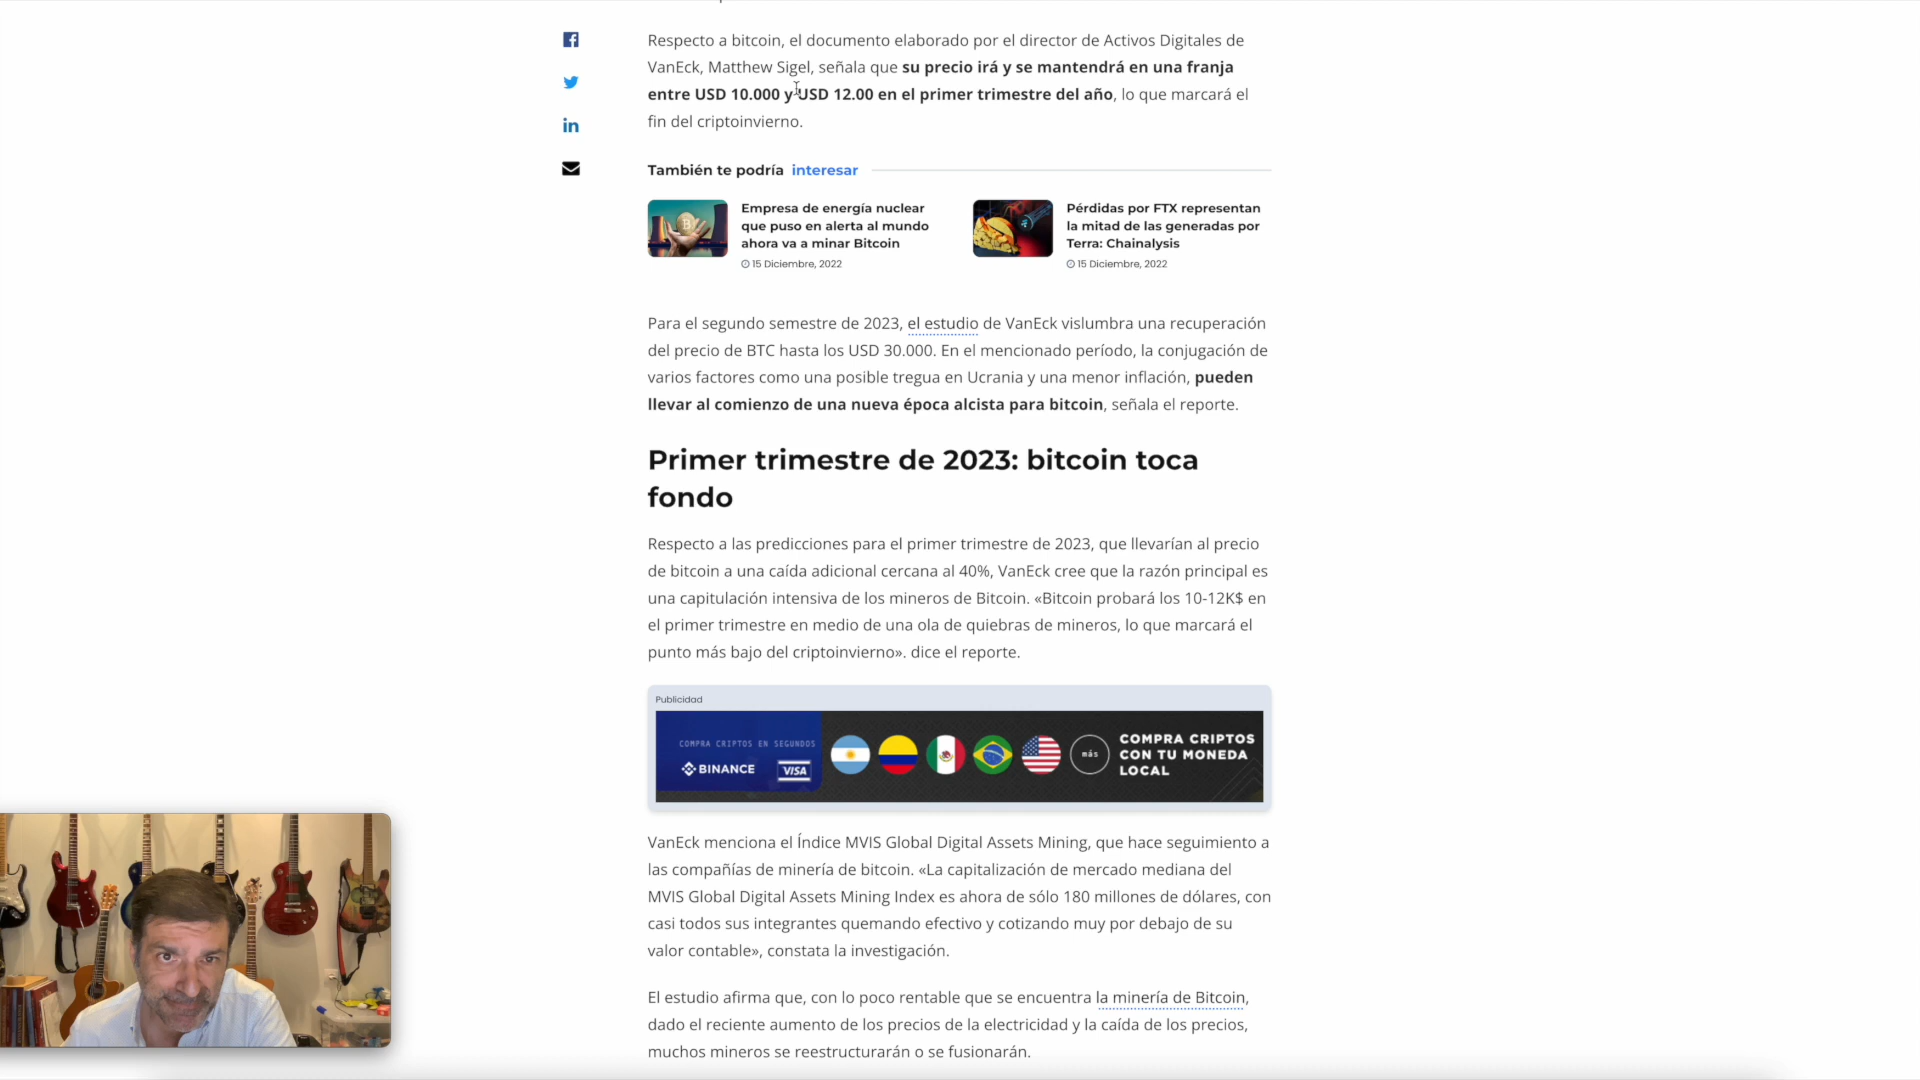 Respecto a bitcoin, el documento elaborado por el director de Activos Digitales de
VanEck, Matthew Sigel, señala que su precio irá y se mantendrá en una franja
entre USD 10.000 y USD 12.00 en el primer trimestre del año, lo que marcará el
fin del criptoinvierno.
También te podría interesar
Empresa de energía nuclear
que puso en alerta al mundo
ahora va a minar Bitcoin
15 Diciembre, 2022
Pérdidas por FTX representan
la mitad de las generadas por
Terra: Chainalysis
15 Diciembre, 2022
Para el segundo semestre de 2023, el estudio de VanEck vislumbra una recuperación
del precio de BTC hasta los USD 30.000. En el mencionado período, la conjugación de
varios factores como una posible tregua en Ucrania y una menor inflación, pueden
llevar al comienzo de una nueva época alcista para bitcoin, señala el reporte.
Primer trimestre de 2023: bitcoin toca
fondo
Respecto a las predicciones para el primer trimestre de 2023, que llevarían al precio
de bitcoin a una caída adicional cercana al 40%, VanEck cree que la razón principal es
una capitulación intensiva de los mineros de Bitcoin. «Bitcoin probará los 10-12K$ en
el primer trimestre en medio de una ola de quiebras de mineros, lo que marcará el
punto más bajo del criptoinvierno». dice el reporte.
Publicidad
COMPRA CRIPTOS EN SEGUNDOS
BINANCE VISA
más
COMPRA CRIPTOS
CON TU MONEDA
LOCAL
VanEck menciona el Índice MVIS Global Digital Assets Mining, que hace seguimiento a
las compañías de minería de bitcoin. «La capitalización de mercado mediana del
MVIS Global Digital Assets Mining Index es ahora de sólo 180 millones de dólares, con
casi todos sus integrantes quemando efectivo y cotizando muy por debajo de su
valor contable», constata la investigación.
El estudio afirma que, con lo poco rentable que se encuentra la minería de Bitcoin,
dado el reciente aumento de los precios de la electricidad y la caída de los precios,
muchos mineros se reestructurarán o se fusionarán.